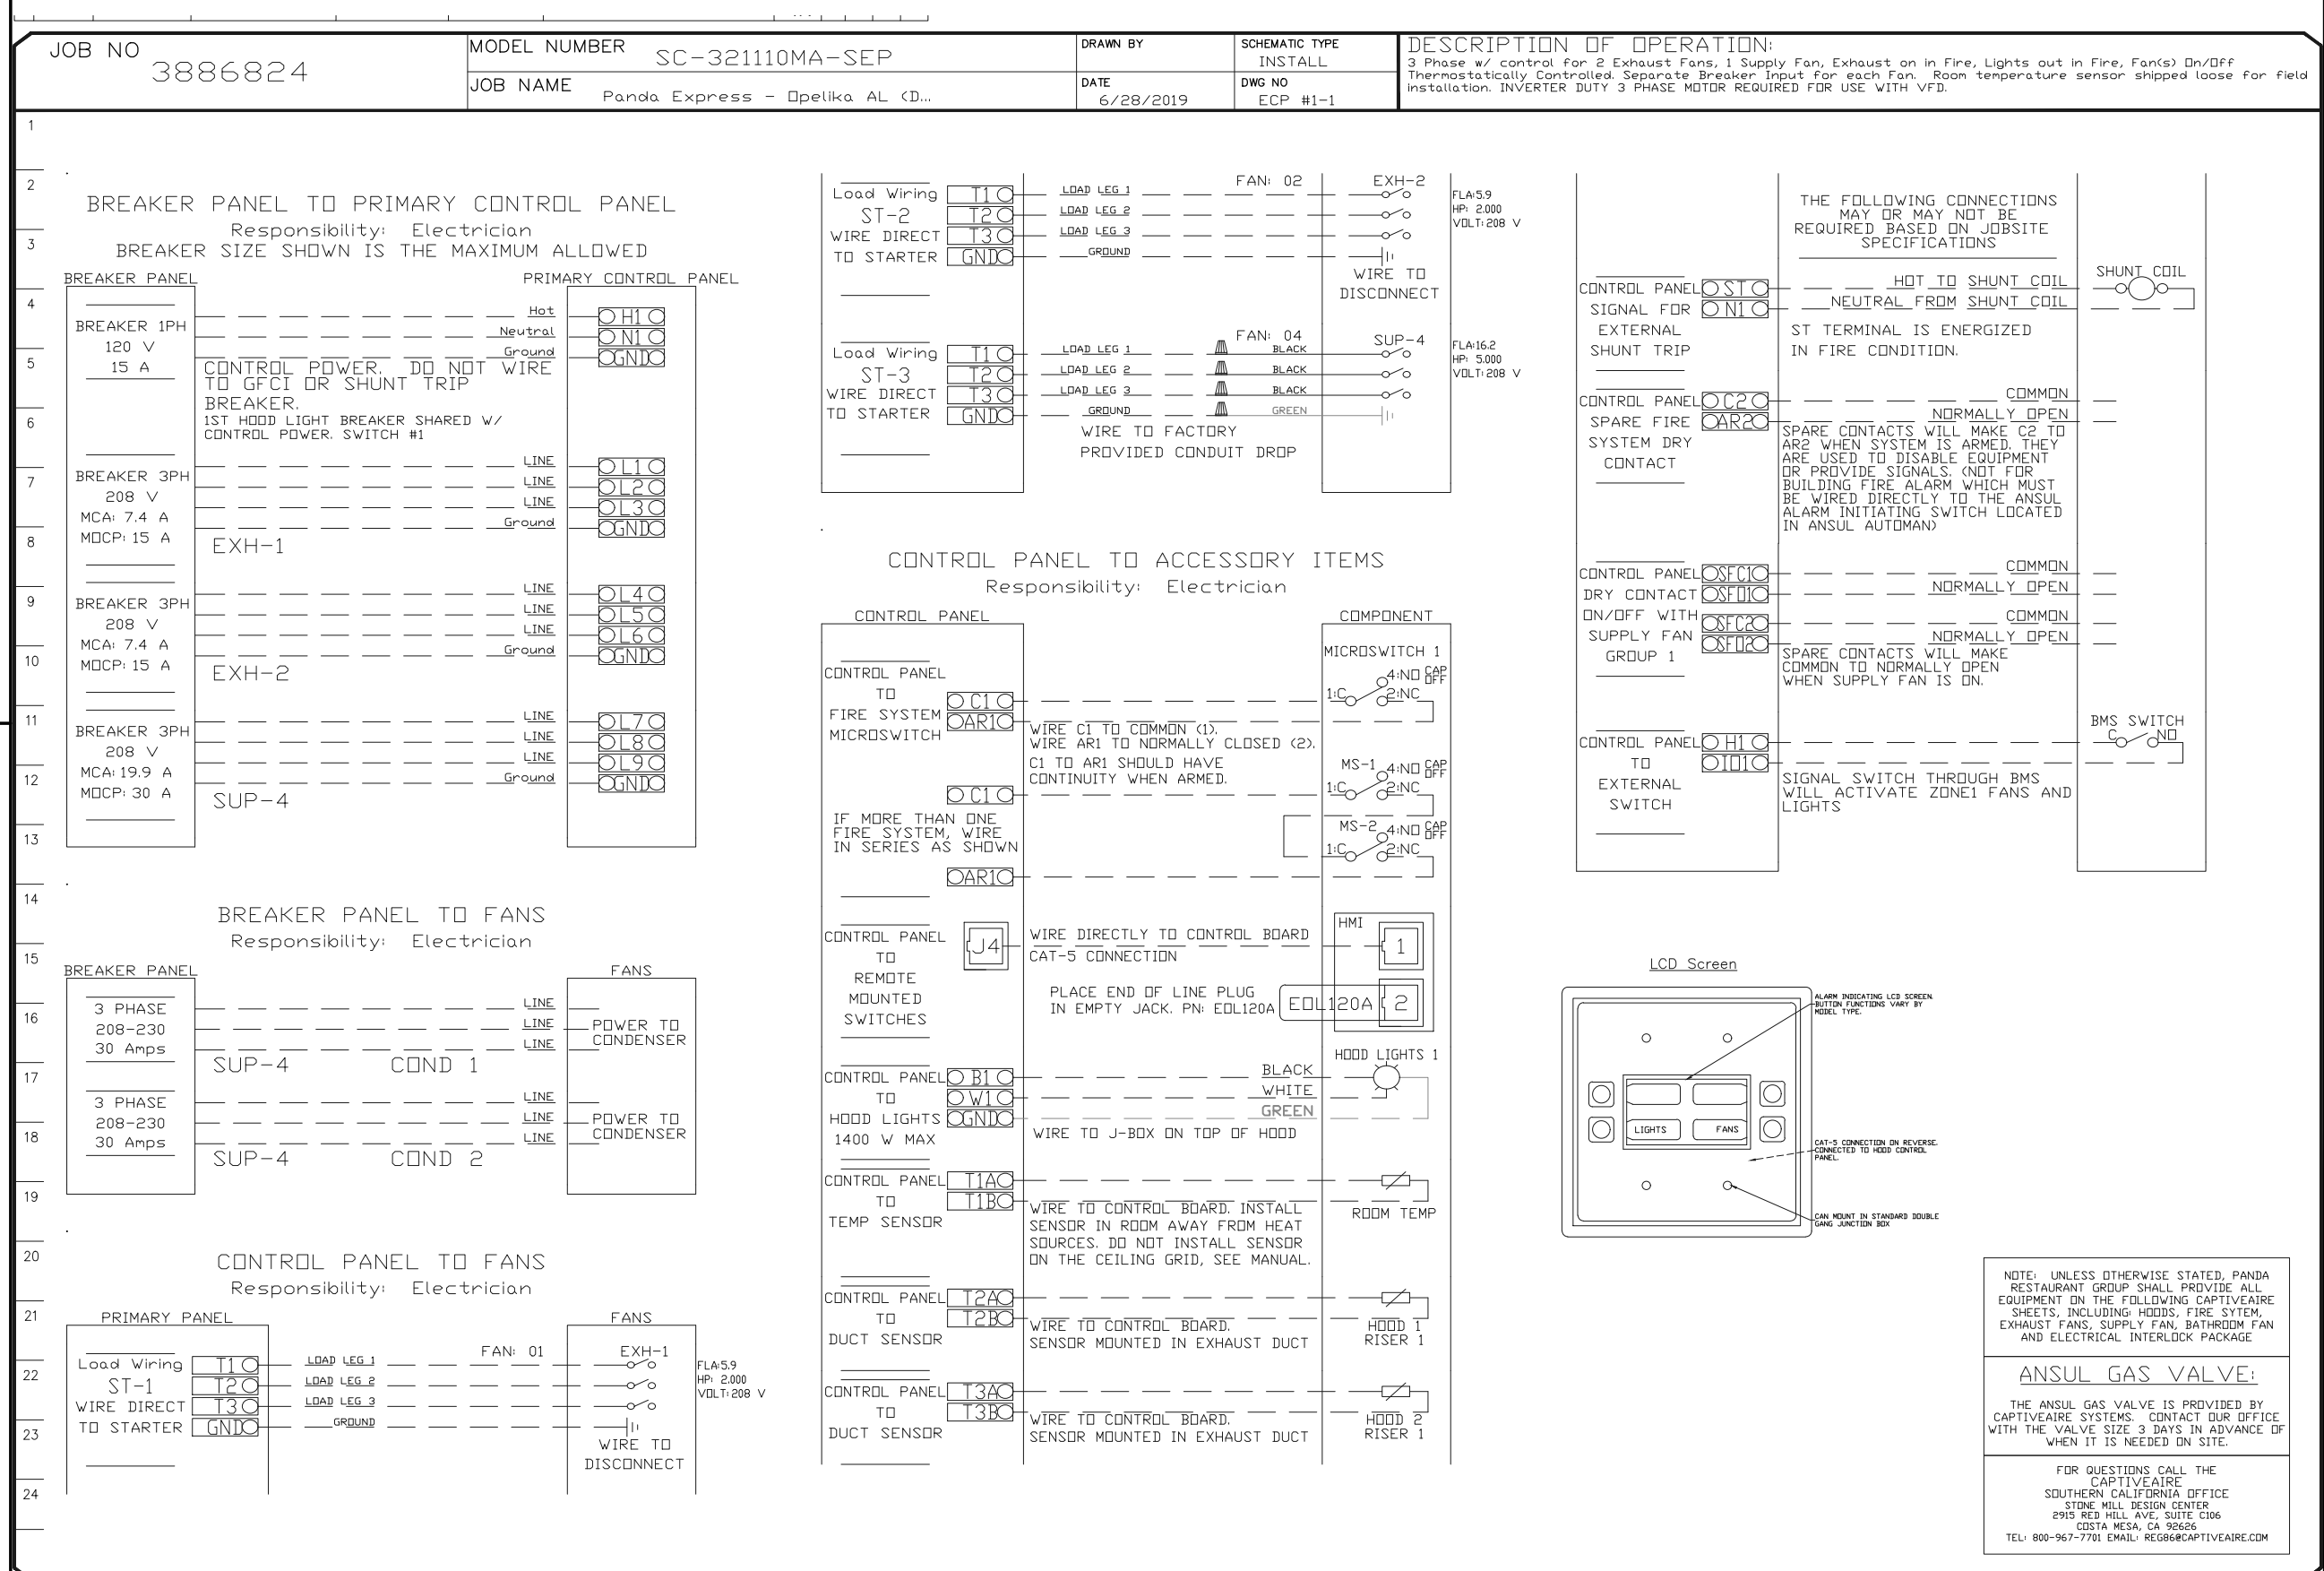 JOB NO
3886824
MODEL NUMBER SC-321110MA-SEP
JOB NAME Panda Express - Opelika AL (D...
DRAWN BY
DATE
6/28/2019
SCHEMATIC TYPE
INSTALL
DWG NO
ECP #1-1
DESCRIPTION OF OPERATION:
3 Phase w/ control for 2 Exhaust Fans, 1 Supply Fan, Exhaust on in Fire, Lights out in Fire, Fan(s) On/Off
Thermostatically Controlled. Separate Breaker Input for each Fan. Room temperature sensor shipped loose for field
installation. INVERTER DUTY 3 PHASE MOTOR REQUIRED FOR USE WITH VFD.
1
2
3
4
5
6
7
8
9
10
11
12
13
14
15
16
17
18
19
20
21
22
23
24
BREAKER PANEL TO PRIMARY CONTROL PANEL
Responsibility: Electrician
BREAKER SIZE SHOWN IS THE MAXIMUM ALLOWED
BREAKER PANEL
PRIMARY CONTROL PANEL
BREAKER 1PH
120 V
15 A
Hot H1
Neutral N1
Ground GND
CONTROL POWER. DO NOT WIRE
TO GFCI OR SHUNT TRIP
BREAKER.
1ST HOOD LIGHT BREAKER SHARED W/
CONTROL POWER. SWITCH #1
BREAKER 3PH
208 V
MCA: 7.4 A
MOCP: 15 A
LINE L1
LINE L2
LINE L3
Ground GND
EXH-1
BREAKER 3PH
208 V
MCA: 7.4 A
MOCP: 15 A
LINE L4
LINE L5
LINE L6
Ground GND
EXH-2
BREAKER 3PH
208 V
MCA: 19.9 A
MOCP: 30 A
LINE L7
LINE L8
LINE L9
Ground GND
SUP-4
BREAKER PANEL TO FANS
Responsibility: Electrician
BREAKER PANEL
FANS
3 PHASE
208-230
30 Amps
LINE
LINE
LINE
SUP-4 COND 1
POWER TO
CONDENSER
3 PHASE
208-230
30 Amps
LINE
LINE
LINE
SUP-4 COND 2
POWER TO
CONDENSER
CONTROL PANEL TO FANS
Responsibility: Electrician
PRIMARY PANEL
FANS
Load Wiring
ST-1
WIRE DIRECT
TO STARTER
T1 LOAD LEG 1
T2 LOAD LEG 2
T3 LOAD LEG 3
GND GROUND
FAN: 01
EXH-1
WIRE TO
DISCONNECT
FLA:5.9
HP: 2.000
VOLT:208 V
Load Wiring
ST-2
WIRE DIRECT
TO STARTER
T1 LOAD LEG 1
T2 LOAD LEG 2
T3 LOAD LEG 3
GND GROUND
FAN: 02
EXH-2
WIRE TO
DISCONNECT
FLA:5.9
HP: 2.000
VOLT:208 V
Load Wiring
ST-3
WIRE DIRECT
TO STARTER
T1 LOAD LEG 1 BLACK
T2 LOAD LEG 2 BLACK
T3 LOAD LEG 3 BLACK
GND GROUND GREEN
FAN: 04
SUP-4
WIRE TO FACTORY
PROVIDED CONDUIT DROP
FLA:16.2
HP: 5.000
VOLT:208 V
CONTROL PANEL TO ACCESSORY ITEMS
Responsibility: Electrician
CONTROL PANEL
COMPONENT
CONTROL PANEL
TO
FIRE SYSTEM
MICROSWITCH
C1
AR1
MICROSWITCH 1
4:NO CAP OFF
1:C 2:NC
WIRE C1 TO COMMON (1).
WIRE AR1 TO NORMALLY CLOSED (2).
C1 TO AR1 SHOULD HAVE
CONTINUITY WHEN ARMED.
C1
MS-1 4:NO CAP OFF
1:C 2:NC
IF MORE THAN ONE
FIRE SYSTEM, WIRE
IN SERIES AS SHOWN
MS-2 4:NO CAP OFF
1:C 2:NC
AR1
CONTROL PANEL
TO
REMOTE
MOUNTED
SWITCHES
J4
WIRE DIRECTLY TO CONTROL BOARD
CAT-5 CONNECTION
HMI
1
PLACE END OF LINE PLUG
IN EMPTY JACK. PN: EOL120A
EOL120A 2
CONTROL PANEL
TO
HOOD LIGHTS
1400 W MAX
B1 BLACK
W1 WHITE
GND GREEN
HOOD LIGHTS 1
WIRE TO J-BOX ON TOP OF HOOD
CONTROL PANEL
TO
TEMP SENSOR
T1A
T1B
WIRE TO CONTROL BOARD. INSTALL
SENSOR IN ROOM AWAY FROM HEAT
SOURCES. DO NOT INSTALL SENSOR
ON THE CEILING GRID, SEE MANUAL.
ROOM TEMP
CONTROL PANEL
TO
DUCT SENSOR
T2A
T2B
WIRE TO CONTROL BOARD.
SENSOR MOUNTED IN EXHAUST DUCT
HOOD 1
RISER 1
CONTROL PANEL
TO
DUCT SENSOR
T3A
T3B
WIRE TO CONTROL BOARD.
SENSOR MOUNTED IN EXHAUST DUCT
HOOD 2
RISER 1
THE FOLLOWING CONNECTIONS
MAY OR MAY NOT BE
REQUIRED BASED ON JOBSITE
SPECIFICATIONS
CONTROL PANEL
SIGNAL FOR
EXTERNAL
SHUNT TRIP
ST HOT TO SHUNT COIL
N1 NEUTRAL FROM SHUNT COIL
SHUNT COIL
ST TERMINAL IS ENERGIZED
IN FIRE CONDITION.
CONTROL PANEL
SPARE FIRE
SYSTEM DRY
CONTACT
C2 COMMON
AR2 NORMALLY OPEN
SPARE CONTACTS WILL MAKE C2 TO
AR2 WHEN SYSTEM IS ARMED. THEY
ARE USED TO DISABLE EQUIPMENT
OR PROVIDE SIGNALS. (NOT FOR
BUILDING FIRE ALARM WHICH MUST
BE WIRED DIRECTLY TO THE ANSUL
ALARM INITIATING SWITCH LOCATED
IN ANSUL AUTOMAN)
CONTROL PANEL
DRY CONTACT
ON/OFF WITH
SUPPLY FAN
GROUP 1
SFC1 COMMON
SFO1 NORMALLY OPEN
SFC2 COMMON
SFO2 NORMALLY OPEN
SPARE CONTACTS WILL MAKE
COMMON TO NORMALLY OPEN
WHEN SUPPLY FAN IS ON.
CONTROL PANEL
TO
EXTERNAL
SWITCH
H1
IO1
BMS SWITCH
C NO
SIGNAL SWITCH THROUGH BMS
WILL ACTIVATE ZONE1 FANS AND
LIGHTS
LCD Screen
ALARM INDICATING LCD SCREEN.
BUTTON FUNCTIONS VARY BY
MODEL TYPE.
LIGHTS FANS
CAT-5 CONNECTION ON REVERSE.
CONNECTED TO HOOD CONTROL
PANEL.
CAN MOUNT IN STANDARD DOUBLE
GANG JUNCTION BOX
NOTE: UNLESS OTHERWISE STATED, PANDA
RESTAURANT GROUP SHALL PROVIDE ALL
EQUIPMENT ON THE FOLLOWING CAPTIVEAIRE
SHEETS, INCLUDING: HOODS, FIRE SYTEM,
EXHAUST FANS, SUPPLY FAN, BATHROOM FAN
AND ELECTRICAL INTERLOCK PACKAGE
ANSUL GAS VALVE:
THE ANSUL GAS VALVE IS PROVIDED BY
CAPTIVEAIRE SYSTEMS. CONTACT OUR OFFICE
WITH THE VALVE SIZE 3 DAYS IN ADVANCE OF
WHEN IT IS NEEDED ON SITE.
FOR QUESTIONS CALL THE
CAPTIVEAIRE
SOUTHERN CALIFORNIA OFFICE
STONE MILL DESIGN CENTER
2915 RED HILL AVE, SUITE C106
COSTA MESA, CA 92626
TEL: 800-967-7701 EMAIL: REG86@CAPTIVEAIRE.COM